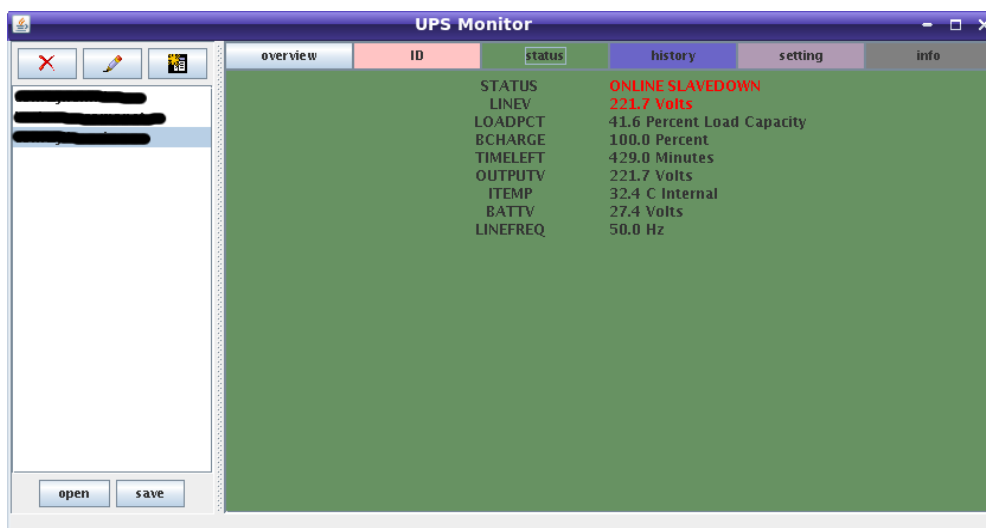 UPS Monitor
overview ID status history setting info
STATUS ONLINE SLAVEDOWN
LINEV 221.7 Volts
LOADPCT 41.6 Percent Load Capacity
BCHARGE 100.0 Percent
TIMELEFT 429.0 Minutes
OUTPUTV 221.7 Volts
ITEMP 32.4 C Internal
BATTV 27.4 Volts
LINEFREQ 50.0 Hz
open save